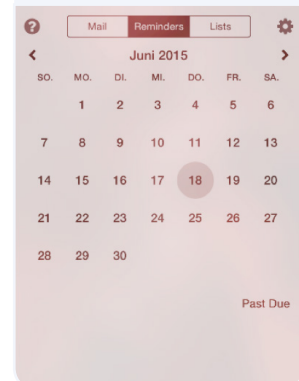 ?
Mail Reminders Lists
< Juni 2015 >
SO. MO. DI. MI. DO. FR. SA.
1 2 3 4 5 6
7 8 9 10 11 12 13
14 15 16 17 18 19 20
21 22 23 24 25 26 27
28 29 30
Past Due